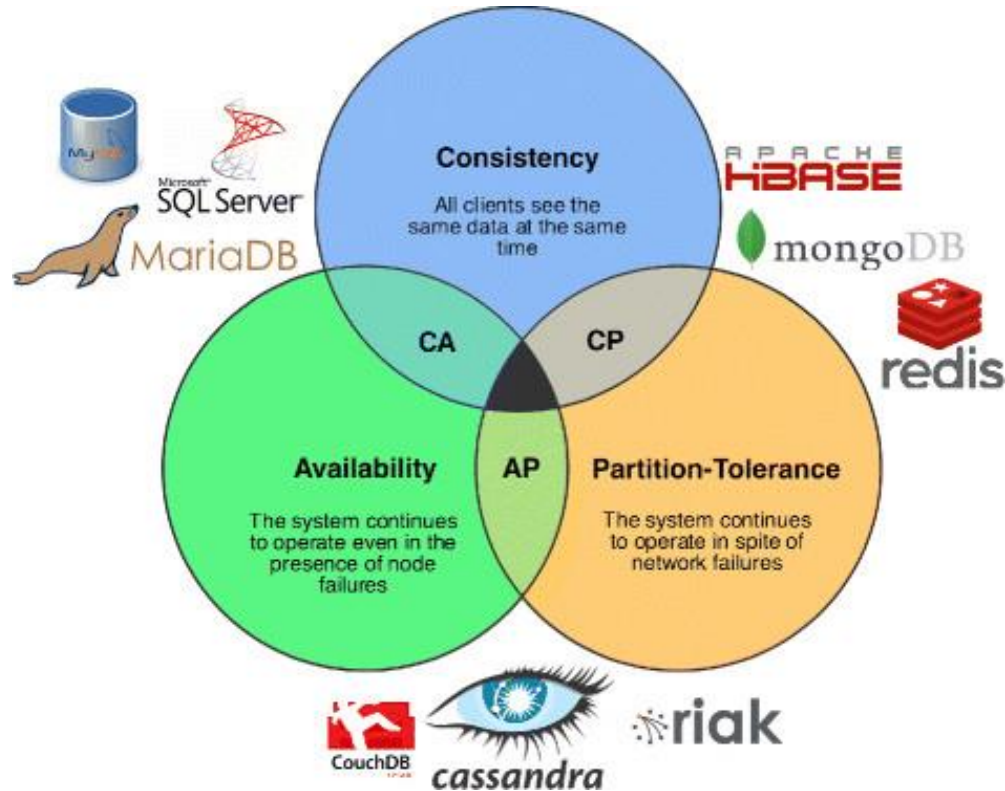 MySQL
Microsoft
SQL Server
MariaDB
Consistency
All clients see the
same data at the same
time
APACHE
HBASE
mongoDB
redis
CA
CP
AP
Availability
The system continues
to operate even in the
presence of node
failures
Partition-Tolerance
The system continues
to operate in spite of
network failures
CouchDB
cassandra
riak